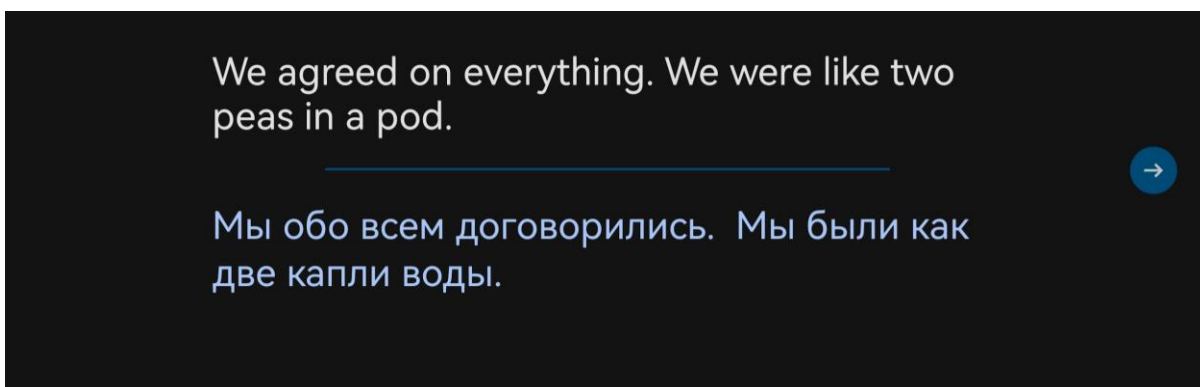 We agreed on everything. We were like two
peas in a pod.
Мы обо всем договорились.  Мы были как
две капли воды.